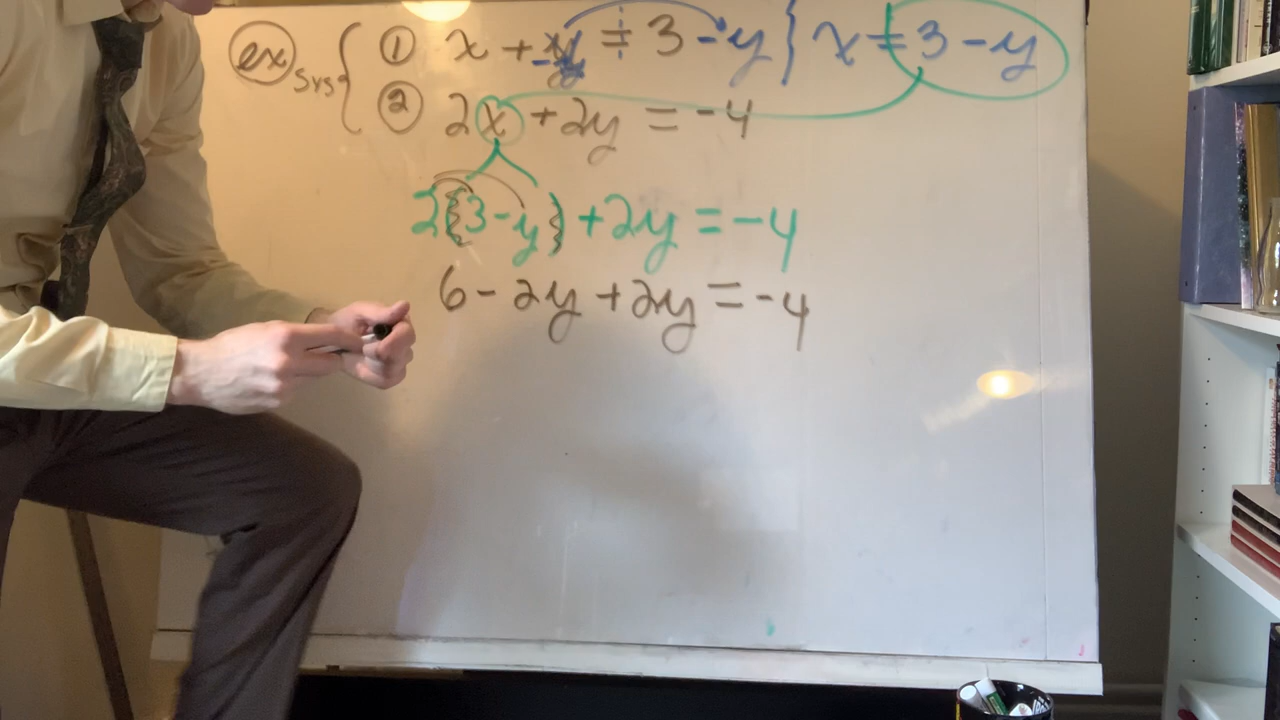 ex Sys { ① x + y = 3 - y } x = 3 - y
-y
② 2x + 2y = -4
2(3 - y) + 2y = -4
6 - 2y + 2y = -4